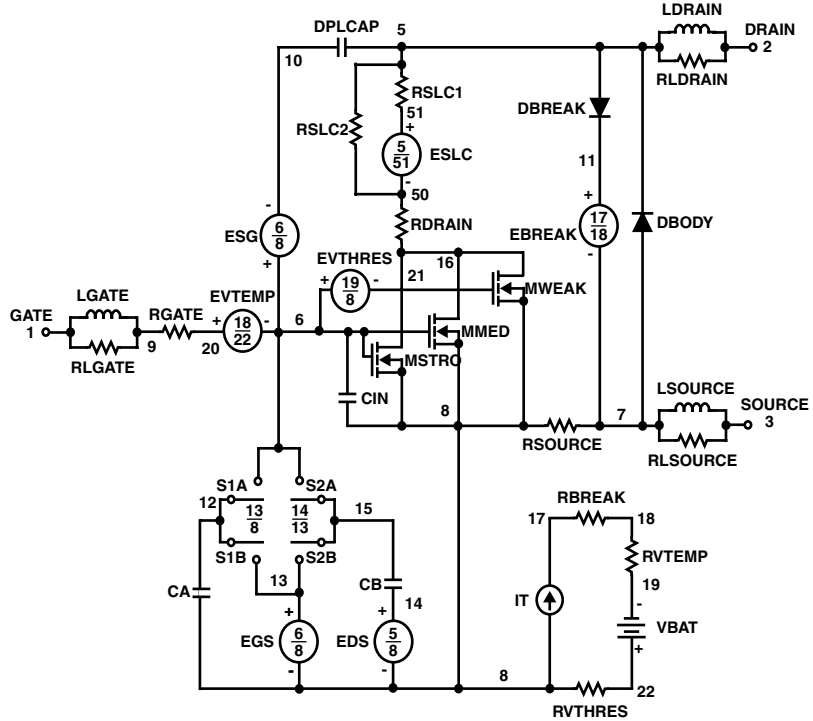 LDRAIN
DPLCAP
5
DRAIN
2
10
RLDRAIN
RSLC1
51
+
RSLC2
5
51
ESLC
-
50
DBREAK
11
+
17
18
EBREAK
-
DBODY
-
6
8
ESG
+
RDRAIN
16
EVTHRES
+
19
8
-
21
MWEAK
LGATE
GATE
1
RLGATE
9
RGATE
20
EVTEMP
+
18
22
-
6
MMED
MSTRO
CIN
8
RSOURCE
7
LSOURCE
SOURCE
3
RLSOURCE
S1A
S2A
12
13
8
14
13
15
S1B
S2B
13
CA
CB
14
+
6
8
EGS
-
+
5
8
EDS
-
RBREAK
17
18
RVTEMP
19
IT
-
VBAT
+
8
22
RVTHRES